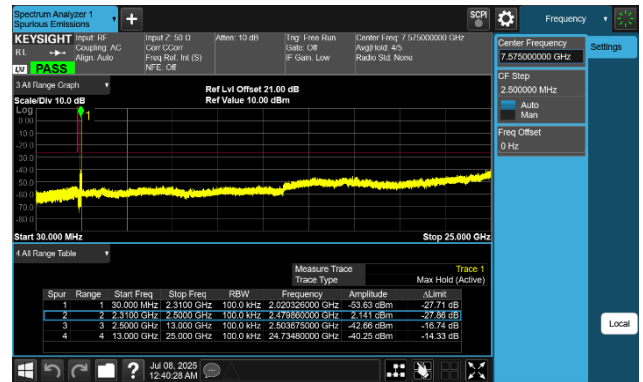 Spectrum Analyzer 1
Spurious Emissions
SCPI
Frequency
KEYSIGHT
RL
LW PASS
Input: RF
Coupling: AC
Align: Auto
Input Z: 50 Ω
Corr CCorr
Freq Ref: Int (S)
NFE: Off
Atten: 10 dB
Trig: Free Run
Gate: Off
IF Gain: Low
Center Freq: 7.575000000 GHz
Avg|Hold: 4/5
Radio Std: None
Center Frequency
7.575000000 GHz
Settings
CF Step
2.500000 MHz
Auto
Man
Freq Offset
0 Hz
3 All Range Graph
Scale/Div 10.0 dB
Ref Lvl Offset 21.00 dB
Ref Value 10.00 dBm
Log
1
0.00
-10.0
-20.0
-30.0
-40.0
-50.0
-60.0
-70.0
-80.0
Start 30.000 MHz
Stop 25.000 GHz
4 All Range Table
Measure Trace Trace 1
Trace Type Max Hold (Active)
Spur Range Start Freq Stop Freq RBW Frequency Amplitude ΔLimit
1 1 30.000 MHz 2.3100 GHz 100.0 kHz 2.020326000 GHz -53.63 dBm -27.71 dB
2 2 2.3100 GHz 2.5000 GHz 100.0 kHz 2.479860000 GHz 2.141 dBm -27.86 dB
3 3 2.5000 GHz 13.000 GHz 100.0 kHz 2.503675000 GHz -42.66 dBm -16.74 dB
4 4 13.000 GHz 25.000 GHz 100.0 kHz 24.73480000 GHz -40.25 dBm -14.33 dB
Local
?
Jul 08, 2025
12:40:28 AM